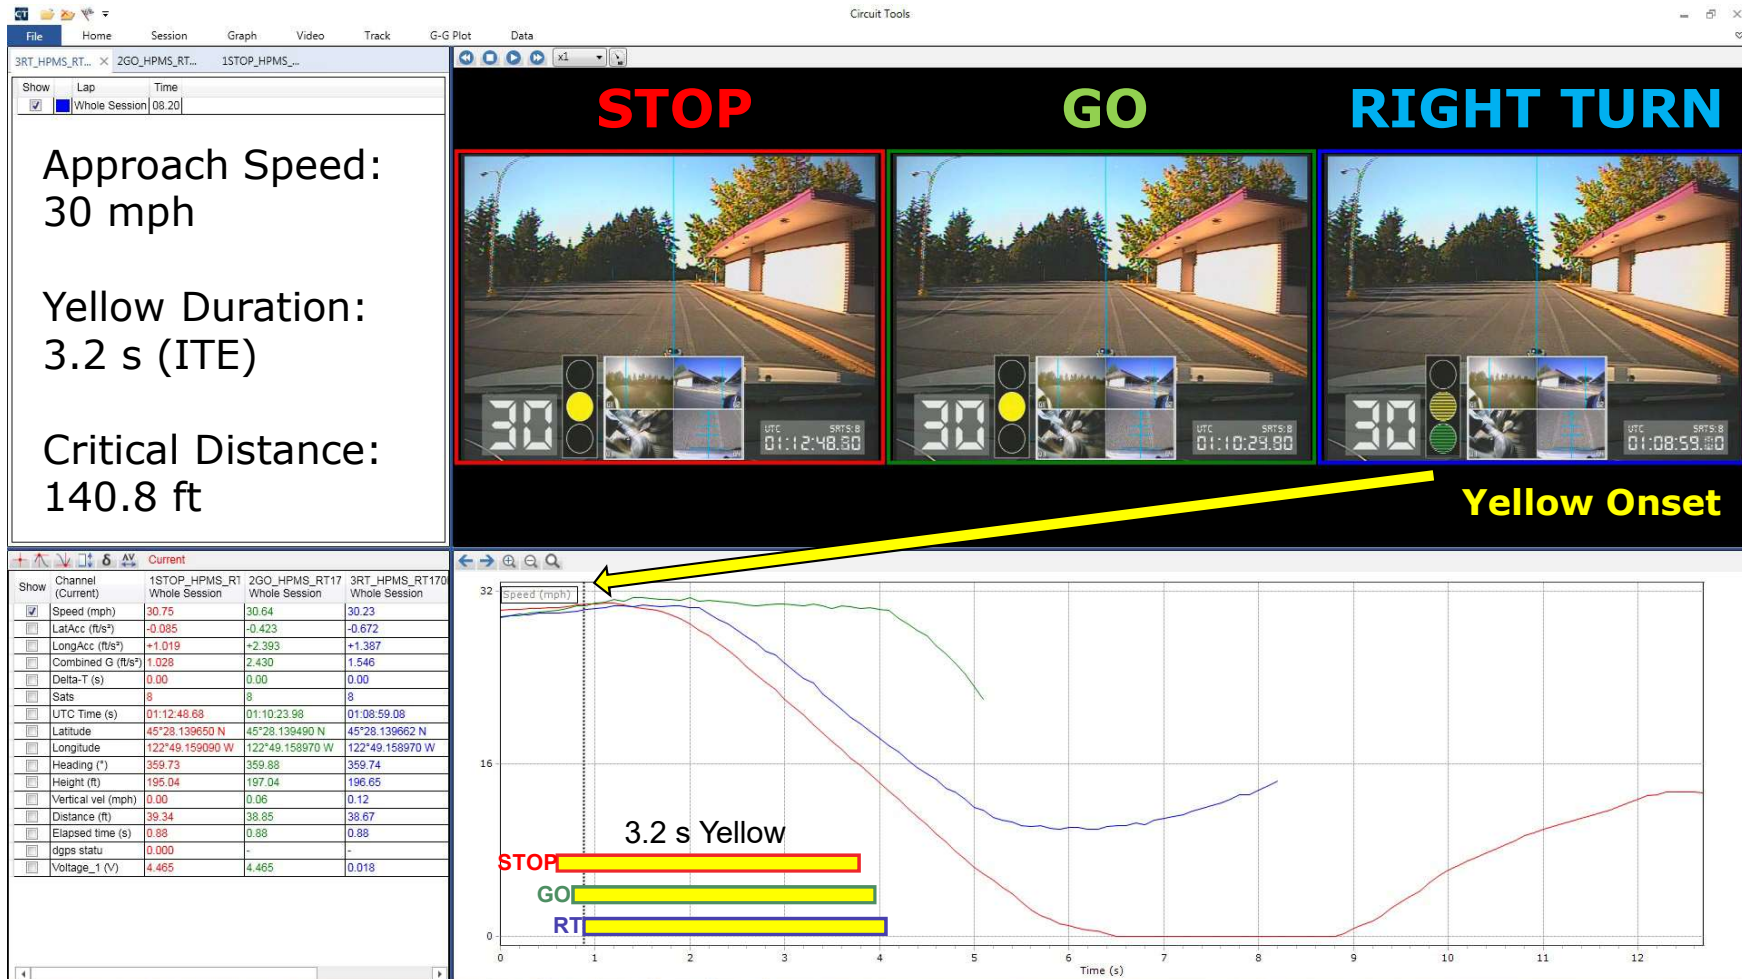 CT
Circuit Tools
File Home Session Graph Video Track G-G Plot Data
3RT_HPMS_RT... × 2GO_HPMS_RT... 1STOP_HPMS_...
x1
Show Lap Time
Whole Session 08.20
Approach Speed:
30 mph
Yellow Duration:
3.2 s (ITE)
Critical Distance:
140.8 ft
STOP GO RIGHT TURN
30 UTC SATS:8
01:12:48.
30 UTC SATS:8
01:10:2
30 UTC SATS:8
01:08:59.
Yellow Onset
δ ΔV Current
Show Channel (Current) 1STOP_HPMS_RT Whole Session 2GO_HPMS_RT17 Whole Session 3RT_HPMS_RT170 Whole Session
Speed (mph) 30.75 30.64 30.23
LatAcc (ft/s²) -0.085 -0.423 -0.672
LongAcc (ft/s²) +1.019 +2.393 +1.387
Combined G (ft/s²) 1.028 2.430 1.546
Delta-T (s) 0.00 0.00 0.00
Sats 8 8 8
UTC Time (s) 01:12:48.68 01:10:23.98 01:08:59.08
Latitude 45°28.139650 N 45°28.139490 N 45°28.139662 N
Longitude 122°49.159090 W 122°49.158970 W 122°49.158970 W
Heading (°) 359.73 359.88 359.74
Height (ft) 195.04 197.04 196.65
Vertical vel (mph) 0.00 0.06 0.12
Distance (ft) 39.34 38.85 38.67
Elapsed time (s) 0.88 0.88 0.88
dgps statu 0.000 - -
Voltage_1 (V) 4.465 4.465 0.018
32
Speed (mph)
16
3.2 s Yellow
STOP
GO
RT
0
0 1 2 3 4 5 6 7 8 9 10 11 12
Time (s)